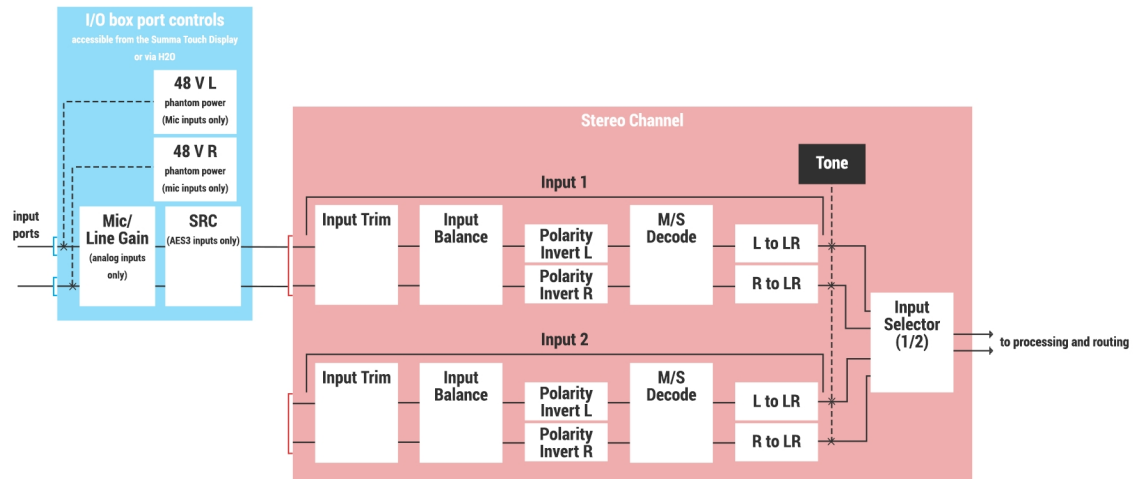 I/O box port controls
accessible from the Summa Touch Display
or via H2O
48 V L
phantom power
(Mic inputs only)
48 V R
phantom power
(mic inputs only)
input
ports
Mic/
Line Gain
(analog inputs
only)
SRC
(AES3 inputs only)
Stereo Channel
Tone
Input 1
Input Trim
Input
Balance
Polarity
Invert L
Polarity
Invert R
M/S
Decode
L to LR
R to LR
Input 2
Input Trim
Input
Balance
Polarity
Invert L
Polarity
Invert R
M/S
Decode
L to LR
R to LR
Input
Selector
(1/2)
to processing and routing